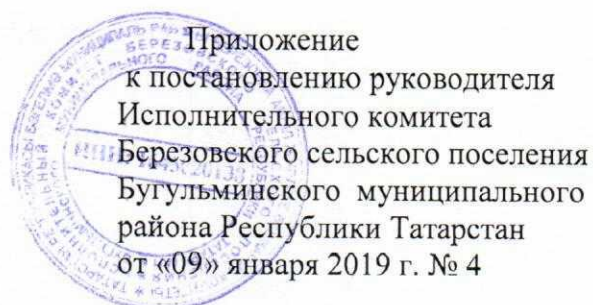 Приложение
к постановлению руководителя
Исполнительного комитета
Березовского сельского поселения
Бугульминского муниципального
района Республики Татарстан
от «09» января 2019 г. № 4